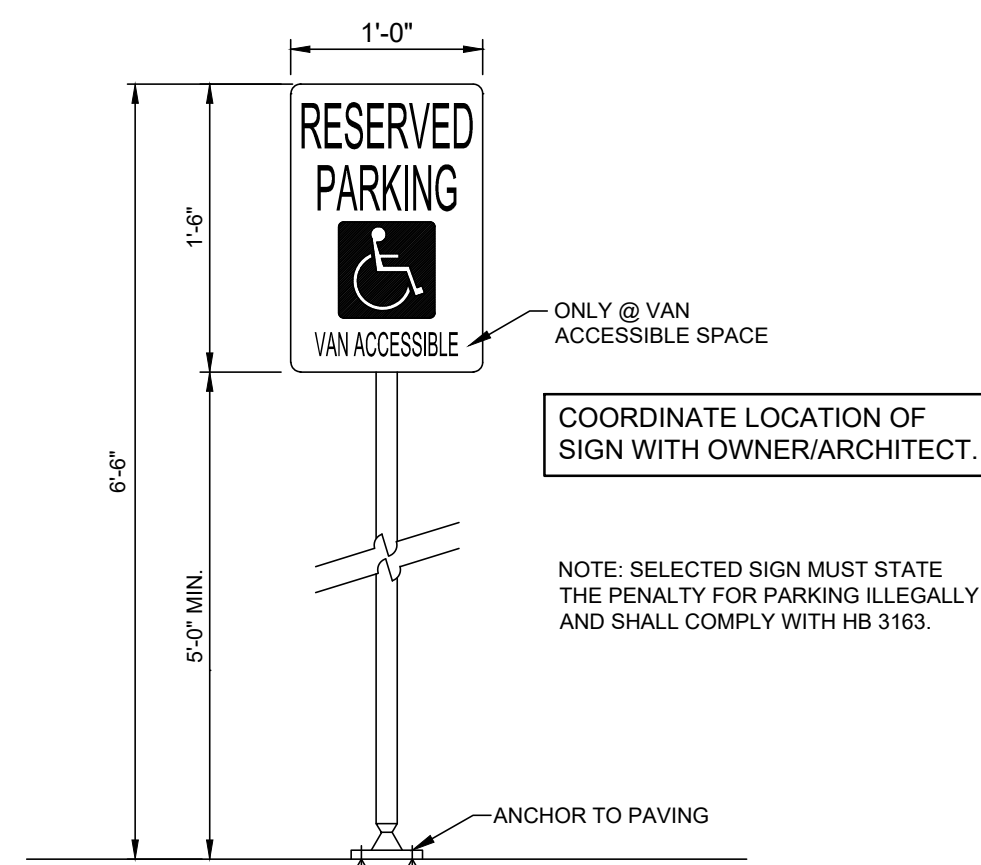 1'-0"
RESERVED
PARKING
VAN ACCESSIBLE
1'-6"
6'-6"
5'-0" MIN.
ONLY @ VAN
ACCESSIBLE SPACE
COORDINATE LOCATION OF
SIGN WITH OWNER/ARCHITECT.
NOTE: SELECTED SIGN MUST STATE
THE PENALTY FOR PARKING ILLEGALLY
AND SHALL COMPLY WITH HB 3163.
ANCHOR TO PAVING